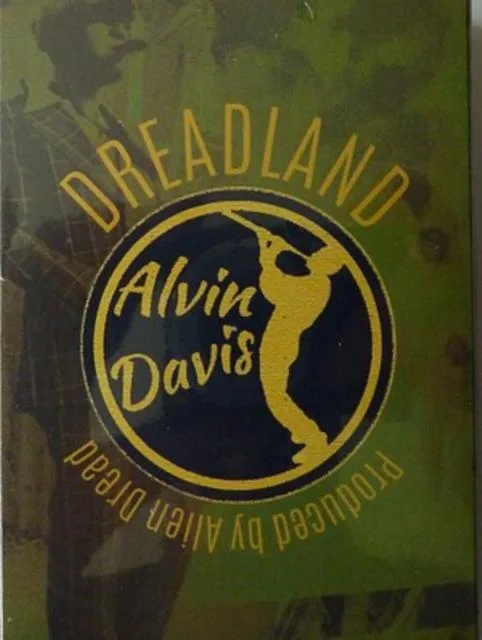 DREADLAND
Alvin
Davis
Produced by Alien Dread